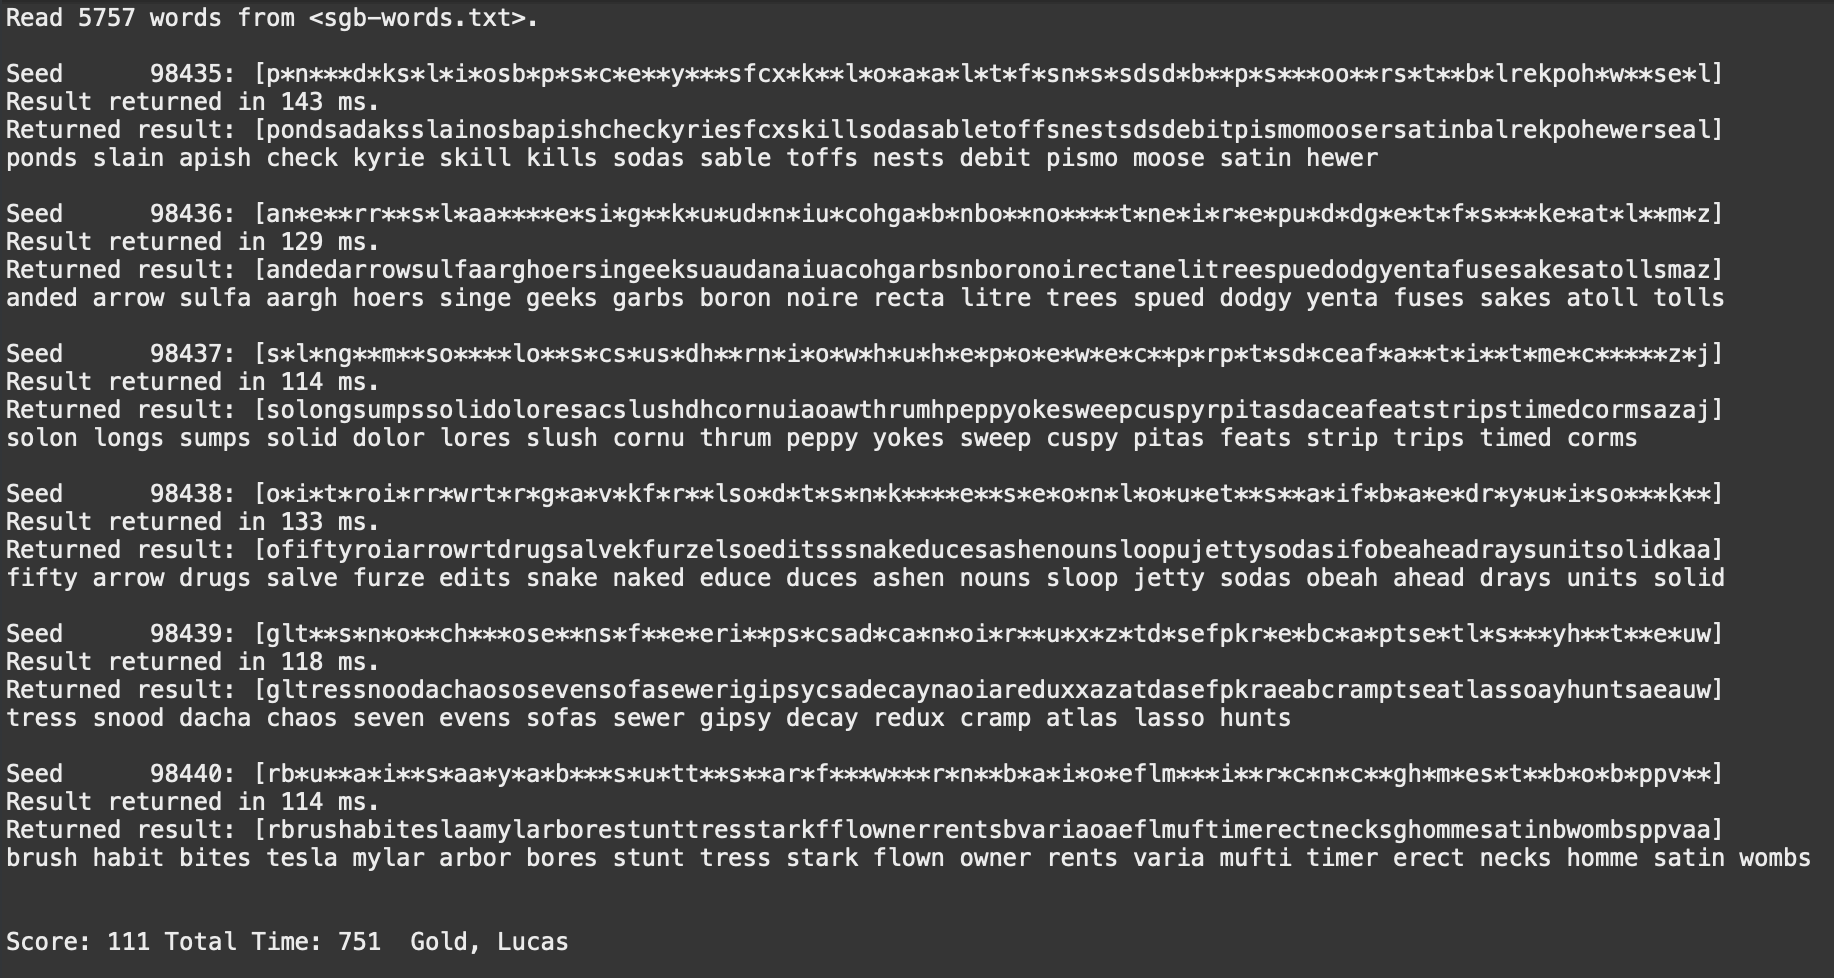 Read 5757 words from <sgb-words.txt>.
Seed      98435: [p*n***d*ks*l*i*osb*p*s*c*e**y***sfcx*k**l*o*a*a*l*t*f*sn*s*sdsd*b**p*s***oo**rs*t**b*lrekpoh*w**se*l]
Result returned in 143 ms.
Returned result: [pondsadaksslainosbapishcheckyriesfcxskillsodasabletoffsnestsdsdebitpismomoosersatinbalrekpohewerseal]
ponds slain apish check kyrie skill kills sodas sable toffs nests debit pismo moose satin hewer
Seed      98436: [an*e**rr**s*l*aa****e*si*g**k*u*ud*n*iu*cohga*b*nbo**no****t*ne*i*r*e*pu*d*dg*e*t*f*s***ke*at*l**m*z]
Result returned in 129 ms.
Returned result: [andedarrowsulfaarghoersingeeksuaudanaiuacohgarbsnboronoirectanelitreespuedodgyentafusesakesatollsmaz]
anded arrow sulfa aargh hoers singe geeks garbs boron noire recta litre trees spued dodgy yenta fuses sakes atoll tolls
Seed      98437: [s*l*ng**m**so****lo**s*cs*us*dh**rn*i*o*w*h*u*h*e*p*o*e*w*e*c**p*rp*t*sd*ceaf*a**t*i**t*me*c*****z*j]
Result returned in 114 ms.
Returned result: [solongsumpssolidoloresacslushdhcornuiaoawthrumhpeppyokesweepcuspyrpitasdaceafeatstripstimedcormsazaj]
solon longs sumps solid dolor lores slush cornu thrum peppy yokes sweep cuspy pitas feats strip trips timed corms
Seed      98438: [o*i*t*roi*rr*wrt*r*g*a*v*kf*r**lso*d*t*s*n*k****e**s*e*o*n*l*o*u*et**s**a*if*b*a*e*dr*y*u*i*so***k**]
Result returned in 133 ms.
Returned result: [ofiftyroiarrowrtdrugsalvekfurzelsoeditsssnakeducesashenounsloopujettysodasifobeaheadraysunitsolidkaa]
fifty arrow drugs salve furze edits snake naked educe duces ashen nouns sloop jetty sodas obeah ahead drays units solid
Seed      98439: [glt**s*n*o**ch***ose**ns*f**e*eri**ps*csad*ca*n*oi*r**u*x*z*td*sefpkr*e*bc*a*ptse*tl*s***yh**t**e*uw]
Result returned in 118 ms.
Returned result: [gltressnoodachaososevensofasewerigipsycsadecaynaoiareduxxazatdasefpkraeabcramptseatlassoayhuntsaeauw]
tress snood dacha chaos seven evens sofas sewer gipsy decay redux cramp atlas lasso hunts
Seed      98440: [rb*u**a*i**s*aa*y*a*b***s*u*tt**s**ar*f***w***r*n**b*a*i*o*eflm***i**r*c*n*c**gh*m*es*t**b*o*b*ppv**]
Result returned in 114 ms.
Returned result: [rbrushabiteslaamylarborestunttresstarkfflownerrentsbvariaoaeflmuftimerectnecksghommesatinbwombsppvaa]
brush habit bites tesla mylar arbor bores stunt tress stark flown owner rents varia mufti timer erect necks homme satin wombs
Score: 111 Total Time: 751  Gold, Lucas